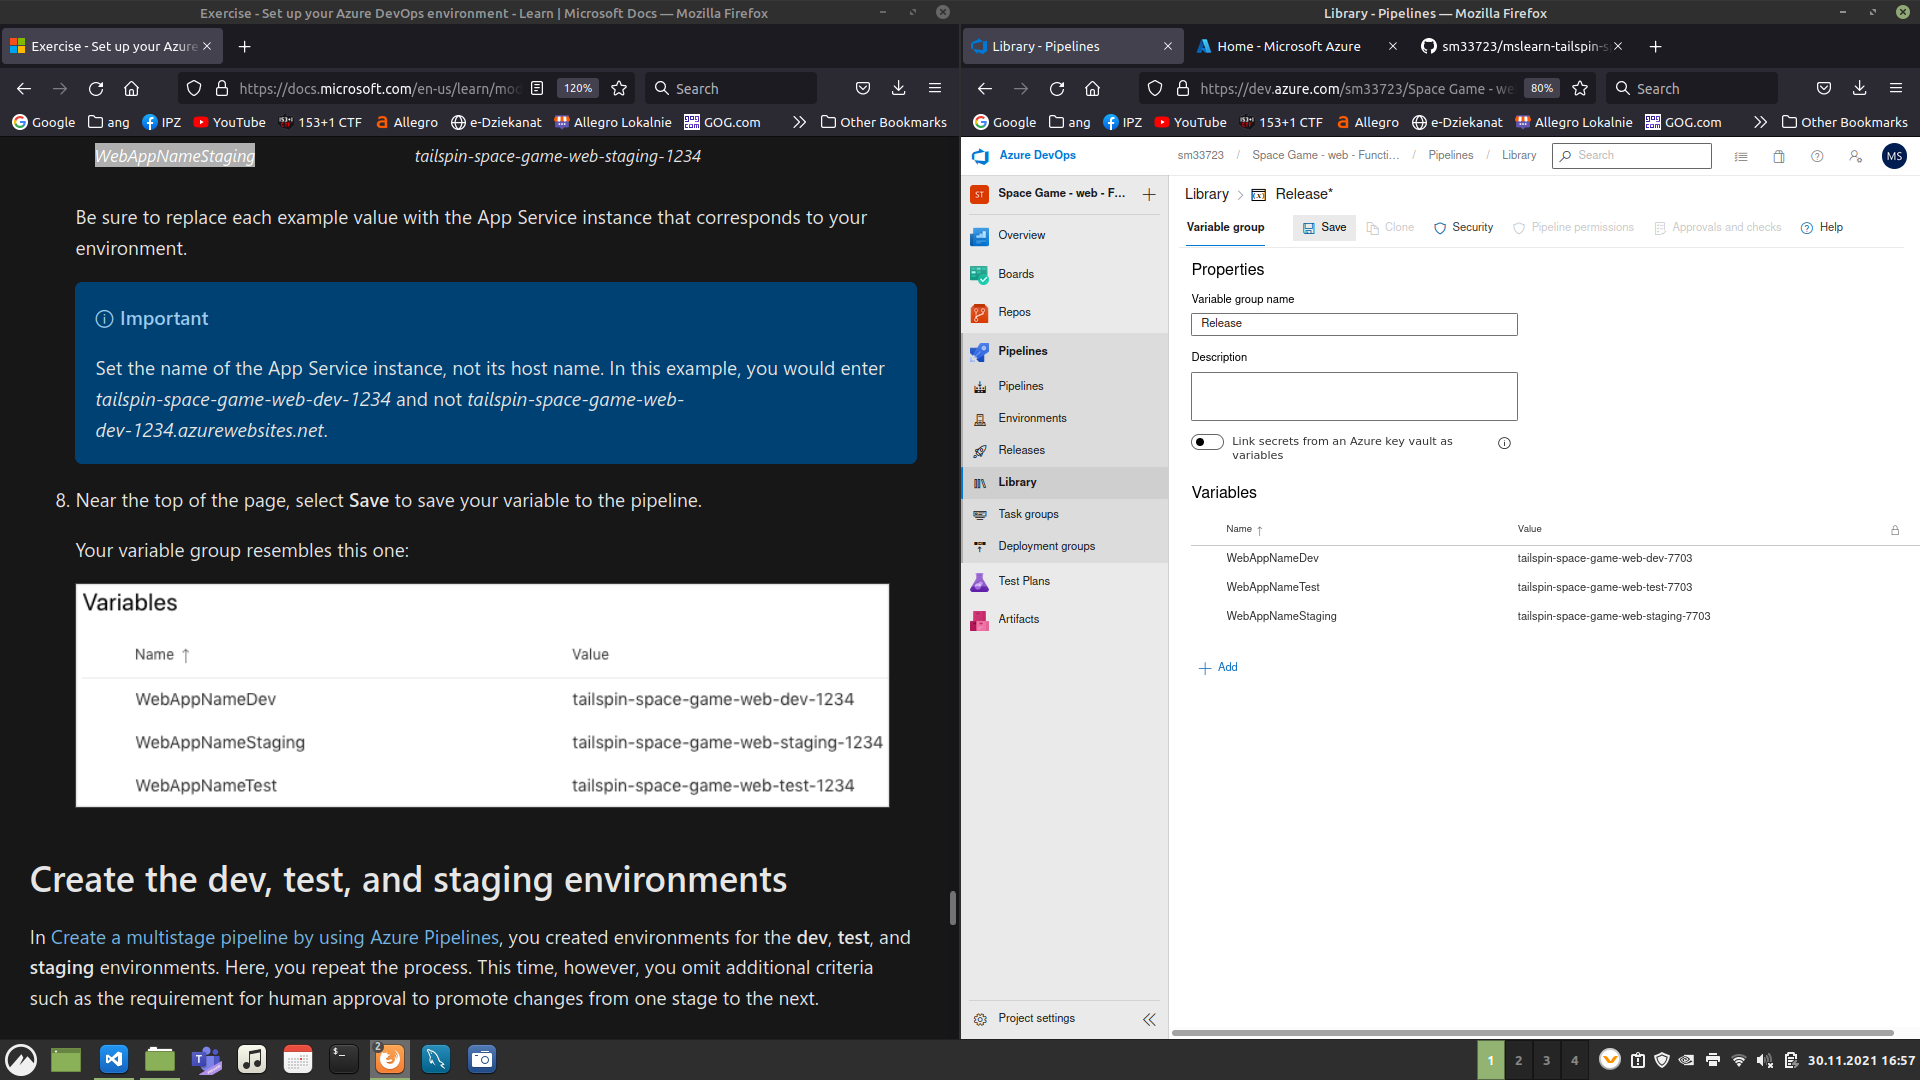 Exercise - Set up your Azure DevOps environment - Learn | Microsoft Docs — Mozilla Firefox
Exercise - Set up your Azure
https://docs.microsoft.com/en-us/learn/mod
120%
Search
Google
ang
IPZ
YouTube
153+1 CTF
Allegro
e-Dziekanat
Allegro Lokalnie
GOG.com
Other Bookmarks
WebAppNameStaging tailspin-space-game-web-staging-1234
Be sure to replace each example value with the App Service instance that corresponds to your
environment.
Important
Set the name of the App Service instance, not its host name. In this example, you would enter
tailspin-space-game-web-dev-1234 and not tailspin-space-game-web-
dev-1234.azurewebsites.net.
8. Near the top of the page, select Save to save your variable to the pipeline.
Your variable group resembles this one:
Variables
Name ↑ Value
WebAppNameDev tailspin-space-game-web-dev-1234
WebAppNameStaging tailspin-space-game-web-staging-1234
WebAppNameTest tailspin-space-game-web-test-1234
Create the dev, test, and staging environments
In Create a multistage pipeline by using Azure Pipelines, you created environments for the dev, test, and
staging environments. Here, you repeat the process. This time, however, you omit additional criteria
such as the requirement for human approval to promote changes from one stage to the next.
Library - Pipelines — Mozilla Firefox
Library - Pipelines
Home - Microsoft Azure
sm33723/mslearn-tailspin-s
https://dev.azure.com/sm33723/Space Game - we
80%
Search
Google
ang
IPZ
YouTube
153+1 CTF
Allegro
e-Dziekanat
Allegro Lokalnie
GOG.com
Other Bookmarks
Azure DevOps
sm33723 / Space Game - web - Functi... / Pipelines / Library
Search
MS
ST Space Game - web - F...
Overview
Boards
Repos
Pipelines
Pipelines
Environments
Releases
Library
Task groups
Deployment groups
Test Plans
Artifacts
Project settings
Library > Release*
Variable group Save Clone Security Pipeline permissions Approvals and checks Help
Properties
Variable group name
Release
Description
Link secrets from an Azure key vault as
variables
Variables
Name ↑ Value
WebAppNameDev tailspin-space-game-web-dev-7703
WebAppNameTest tailspin-space-game-web-test-7703
WebAppNameStaging tailspin-space-game-web-staging-7703
Add
2
1 2 3 4
30.11.2021 16:57